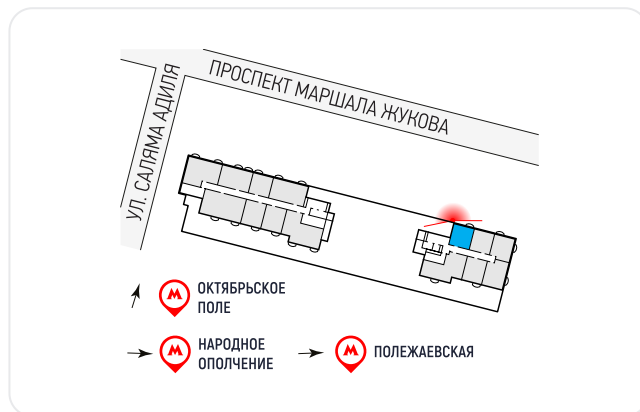 ПРОСПЕКТ МАРШАЛА ЖУКОВА
УЛ. САЛЯМА АДИЛЯ
ОКТЯБРЬСКОЕ
ПОЛЕ
НАРОДНОЕ
ОПОЛЧЕНИЕ
ПОЛЕЖАЕВСКАЯ